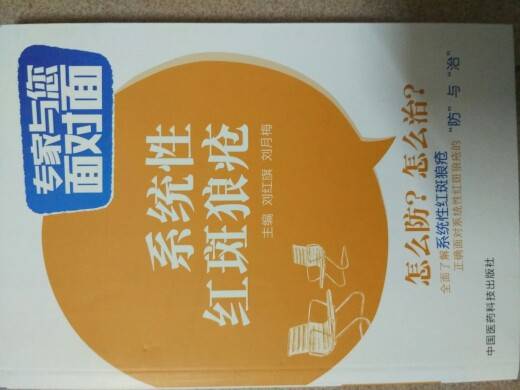 专家与您
面对面
系统性
红斑狼疮
主编 刘红旗 刘月梅
怎么防？怎么治？
全面了解系统性红斑狼疮
正确面对系统性红斑狼疮的 “防”与“治”
中国医药科技出版社